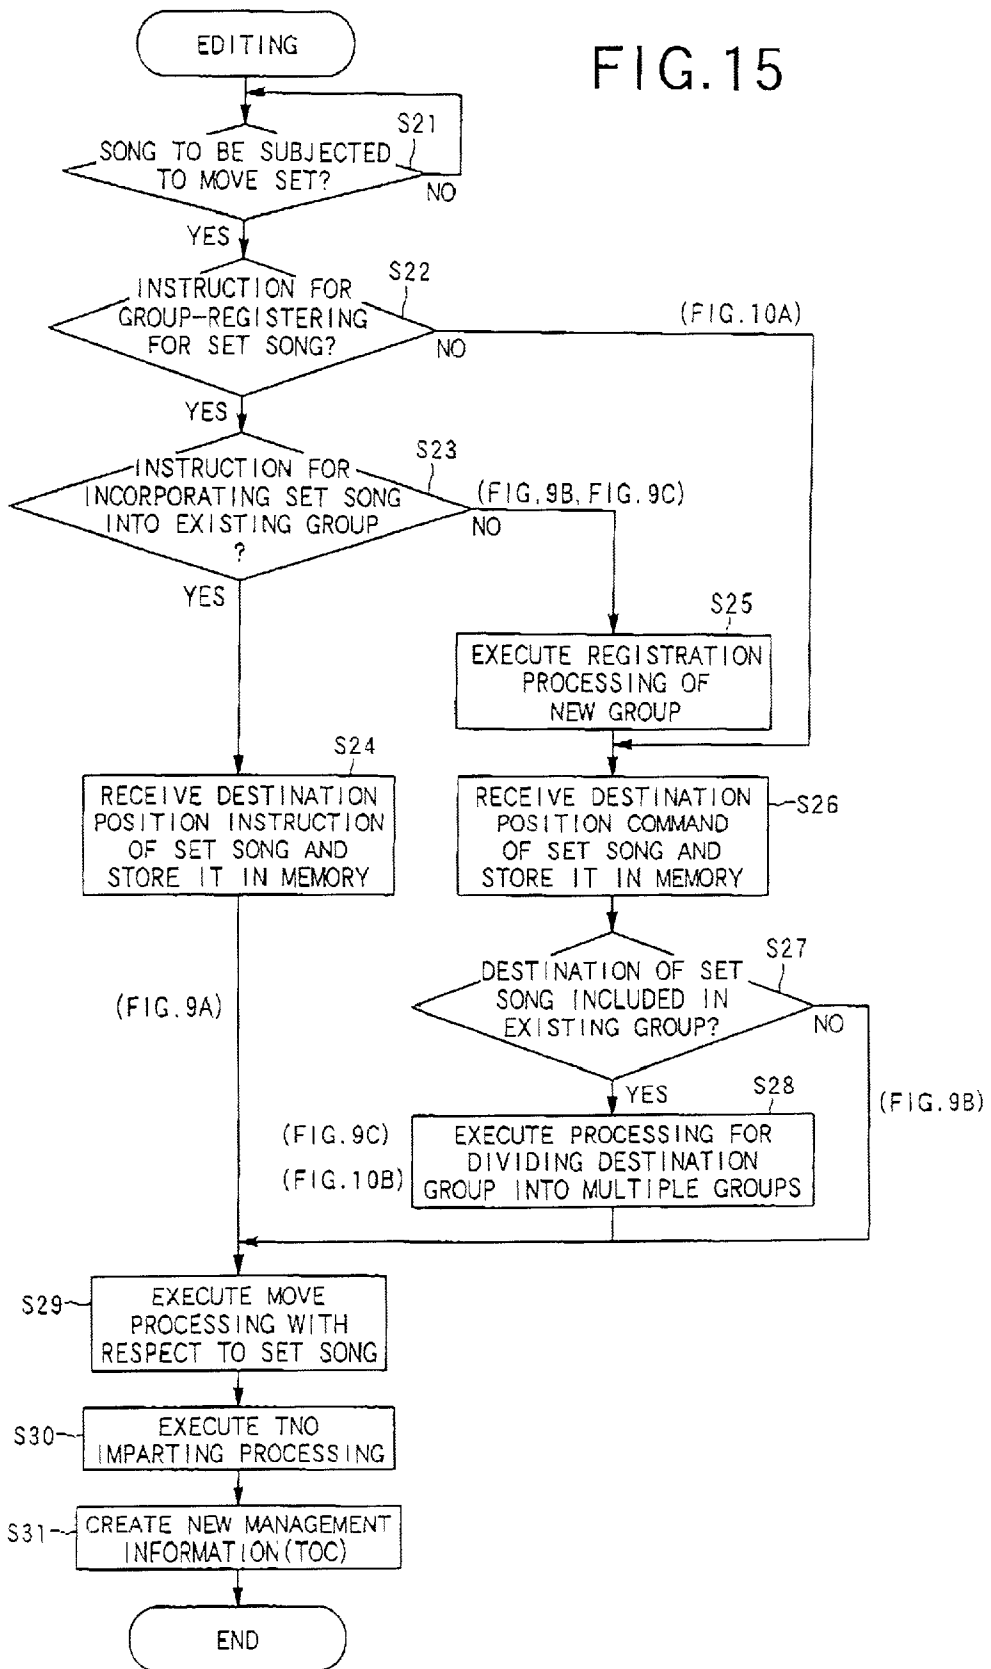 EDITING
FIG.15
S21
SONG TO BE SUBJECTED
TO MOVE SET?
NO
YES
S22
INSTRUCTION FOR
GROUP-REGISTERING
FOR SET SONG?
(FIG.10A)
NO
YES
S23
INSTRUCTION FOR
INCORPORATING SET SONG
INTO EXISTING GROUP
?
(FIG.9B, FIG.9C)
NO
YES
S25
EXECUTE REGISTRATION
PROCESSING OF
NEW GROUP
S24
RECEIVE DESTINATION
POSITION INSTRUCTION
OF SET SONG AND
STORE IT IN MEMORY
S26
RECEIVE DESTINATION
POSITION COMMAND
OF SET SONG AND
STORE IT IN MEMORY
S27
DESTINATION OF SET
SONG INCLUDED IN
EXISTING GROUP?
NO
(FIG.9A)
YES
S28
(FIG.9B)
(FIG.9C)
(FIG.10B)
EXECUTE PROCESSING FOR
DIVIDING DESTINATION
GROUP INTO MULTIPLE GROUPS
S29
EXECUTE MOVE
PROCESSING WITH
RESPECT TO SET SONG
S30
EXECUTE TNO
IMPARTING PROCESSING
S31
CREATE NEW MANAGEMENT
INFORMATION(TOC)
END